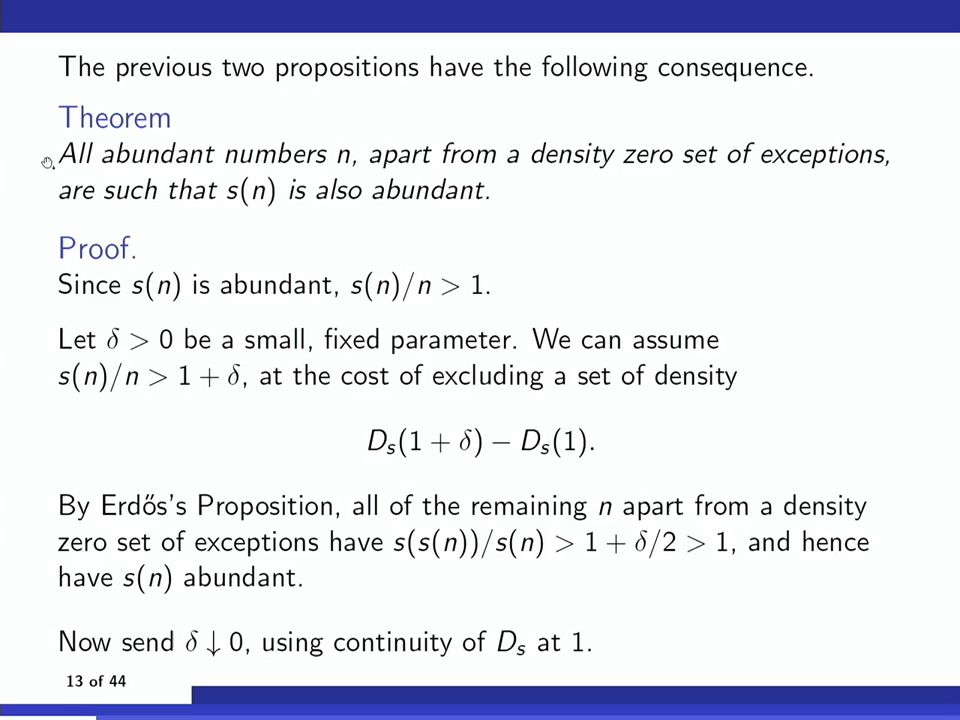 The previous two propositions have the following consequence.
Theorem
All abundant numbers n, apart from a density zero set of exceptions,
are such that s(n) is also abundant.
Proof.
Since s(n) is abundant, s(n)/n > 1.
Let δ > 0 be a small, fixed parameter. We can assume
s(n)/n > 1 + δ, at the cost of excluding a set of density
Dₛ(1 + δ) − Dₛ(1).
By Erdős's Proposition, all of the remaining n apart from a density
zero set of exceptions have s(s(n))/s(n) > 1 + δ/2 > 1, and hence
have s(n) abundant.
Now send δ ↓ 0, using continuity of Dₛ at 1.
13 of 44